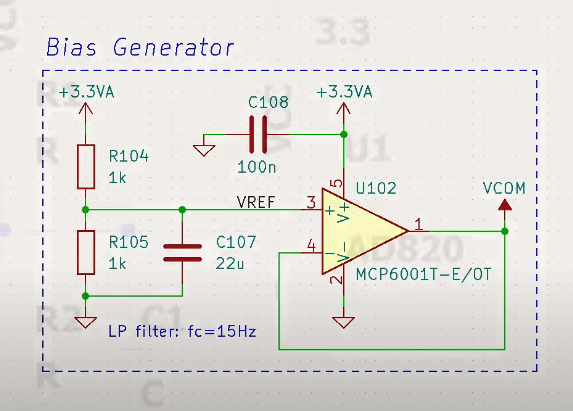 3.3
Bias Generator
+3.3VA
C108
+3.3VA
R1
R104
1k
R
100n
U1
5
U102
VCOM
VREF
3
+
V+
1
R105
1k
C107
22u
4
-
V-
AD820
2
MCP6001T-E/OT
R2
C1
LP filter: fc=15Hz
R
C